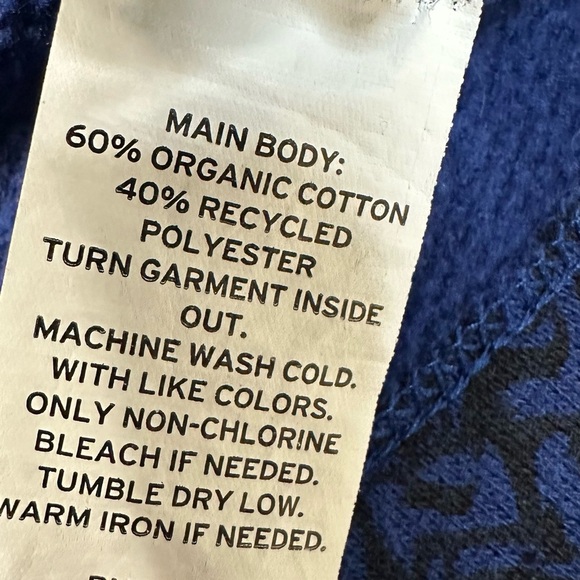 MAIN BODY:
60% ORGANIC COTTON
40% RECYCLED
POLYESTER
TURN GARMENT INSIDE
OUT.
MACHINE WASH COLD.
WITH LIKE COLORS.
ONLY NON-CHLORINE
BLEACH IF NEEDED.
TUMBLE DRY LOW.
WARM IRON IF NEEDED.